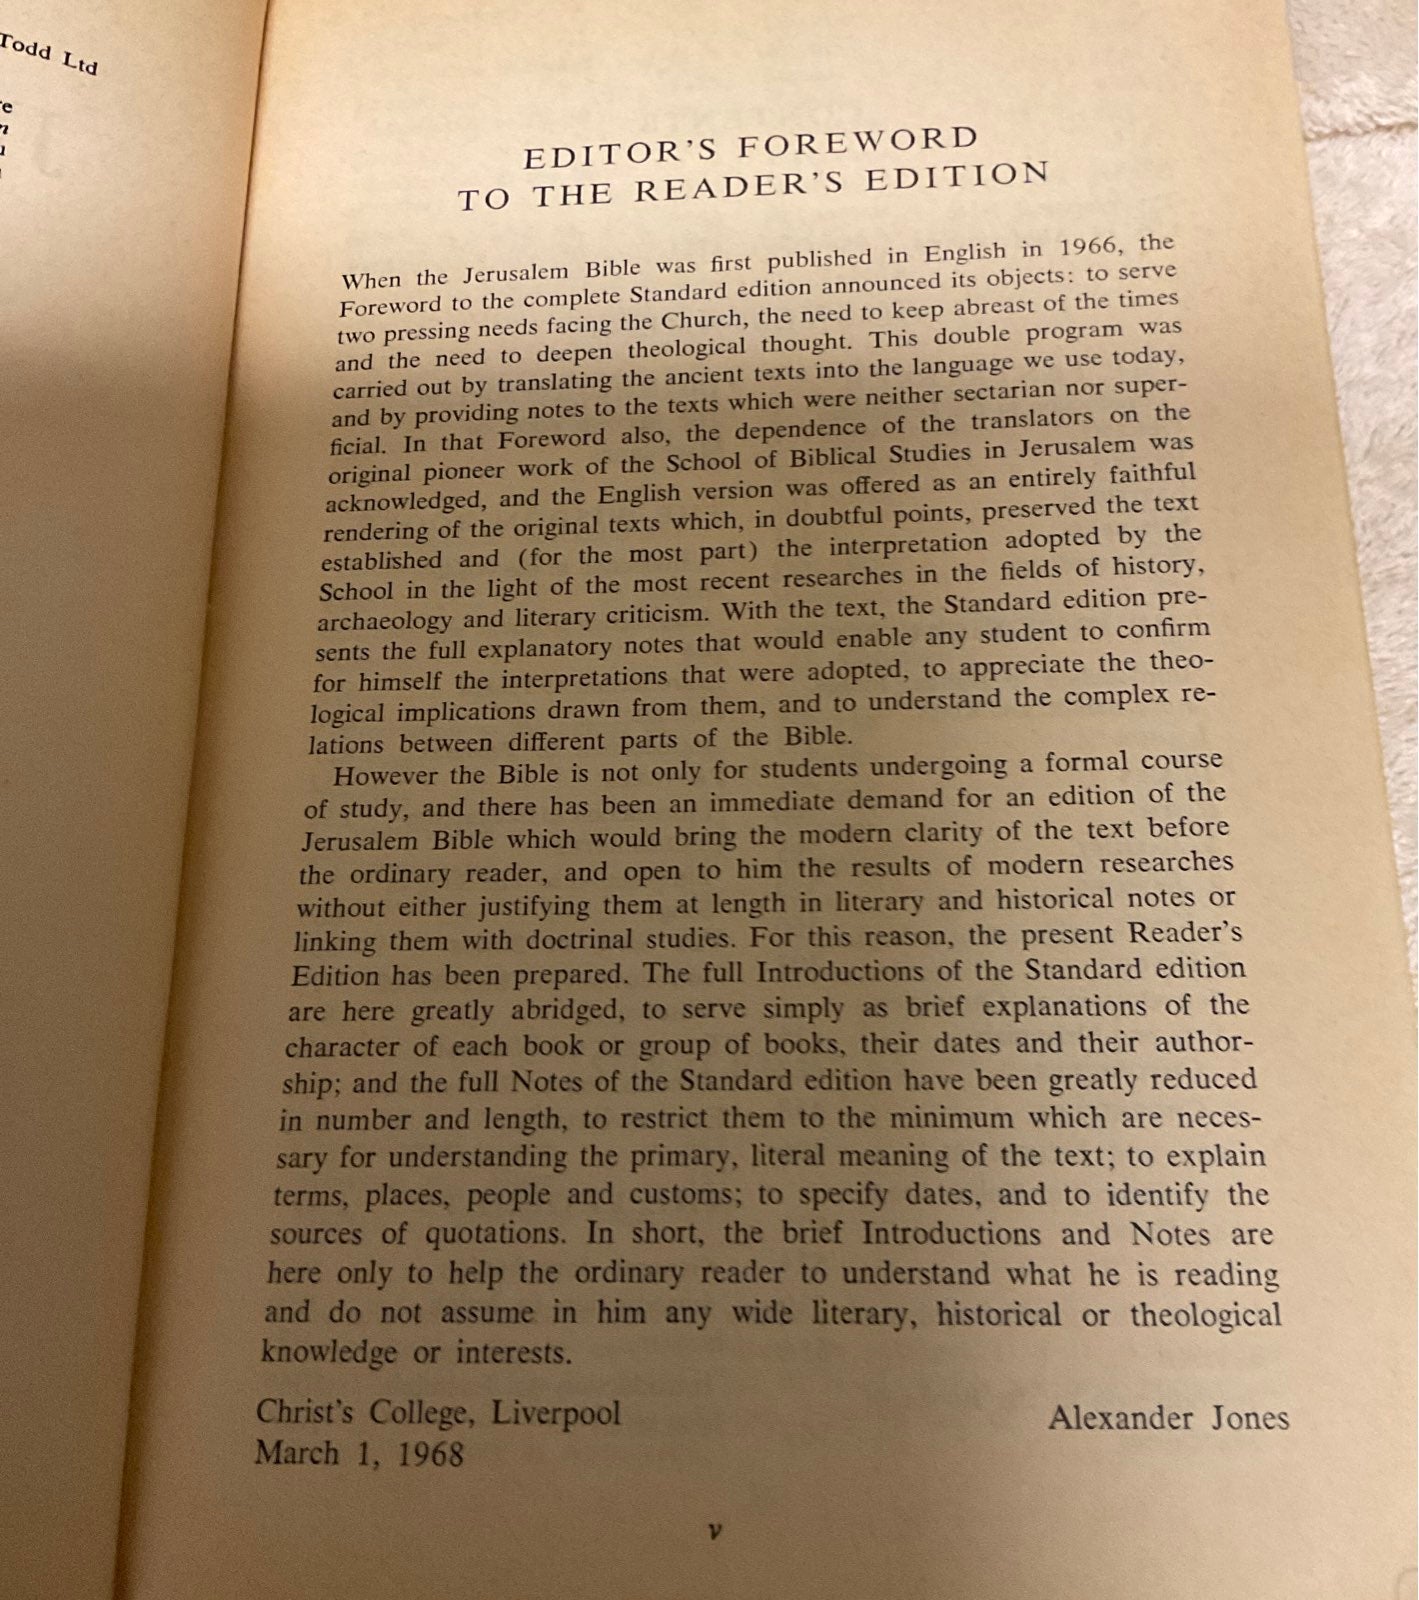 Todd Ltd
EDITOR'S FOREWORD
TO THE READER'S EDITION
When the Jerusalem Bible was first published in English in 1966, the
Foreword to the complete Standard edition announced its objects: to serve
two pressing needs facing the Church, the need to keep abreast of the times
and the need to deepen theological thought. This double program was
carried out by translating the ancient texts into the language we use today,
and by providing notes to the texts which were neither sectarian nor super-
ficial. In that Foreword also, the dependence of the translators on the
original pioneer work of the School of Biblical Studies in Jerusalem was
acknowledged, and the English version was offered as an entirely faithful
rendering of the original texts which, in doubtful points, preserved the text
established and (for the most part) the interpretation adopted by the
School in the light of the most recent researches in the fields of history,
archaeology and literary criticism. With the text, the Standard edition pre-
sents the full explanatory notes that would enable any student to confirm
for himself the interpretations that were adopted, to appreciate the theo-
logical implications drawn from them, and to understand the complex re-
lations between different parts of the Bible.
However the Bible is not only for students undergoing a formal course
of study, and there has been an immediate demand for an edition of the
Jerusalem Bible which would bring the modern clarity of the text before
the ordinary reader, and open to him the results of modern researches
without either justifying them at length in literary and historical notes or
linking them with doctrinal studies. For this reason, the present Reader's
Edition has been prepared. The full Introductions of the Standard edition
are here greatly abridged, to serve simply as brief explanations of the
character of each book or group of books, their dates and their author-
ship; and the full Notes of the Standard edition have been greatly reduced
in number and length, to restrict them to the minimum which are neces-
sary for understanding the primary, literal meaning of the text; to explain
terms, places, people and customs; to specify dates, and to identify the
sources of quotations. In short, the brief Introductions and Notes are
here only to help the ordinary reader to understand what he is reading
and do not assume in him any wide literary, historical or theological
knowledge or interests.
Christ's College, Liverpool
Alexander Jones
March 1, 1968
v